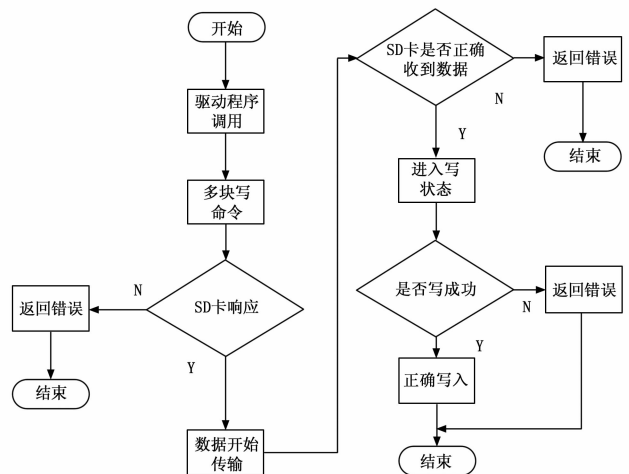 开始
驱动程序
调用
多块写
命令
SD卡响应
N
返回错误
结束
Y
数据开始
传输
SD卡是否正确
收到数据
N
返回错误
结束
Y
进入写
状态
是否写成功
N
返回错误
Y
正确写入
结束